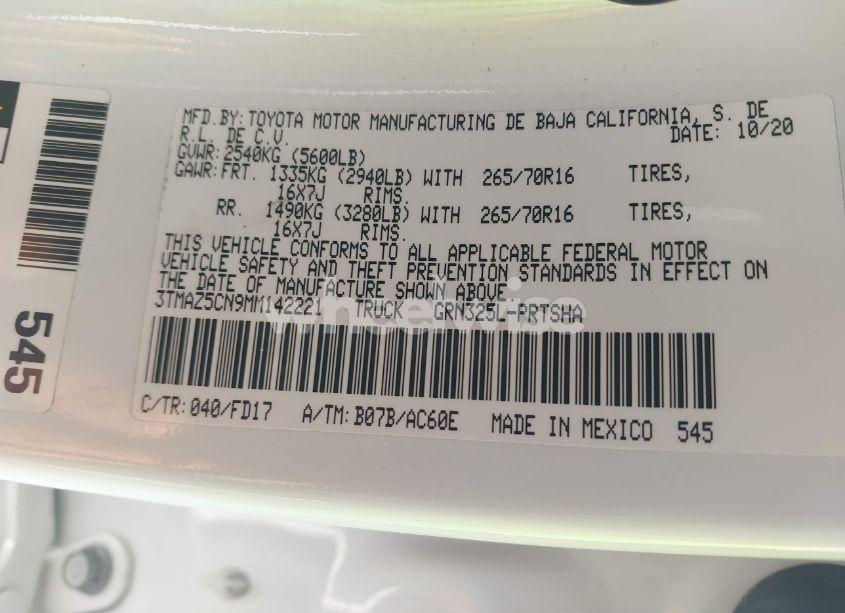 MFD.BY:TOYOTA MOTOR MANUFACTURING DE BAJA CALIFORNIA, S. DE
R.L. DE C.V. DATE: 10/20
GVWR:2540KG (5600LB)
GAWR:FRT. 1335KG (2940LB) WITH 265/70R16 TIRES,
16X7J RIMS.
RR. 1490KG (3280LB) WITH 265/70R16 TIRES,
16X7J RIMS.
THIS VEHICLE CONFORMS TO ALL APPLICABLE FEDERAL MOTOR
VEHICLE SAFETY AND THEFT PREVENTION STANDARDS IN EFFECT ON
THE DATE OF MANUFACTURE SHOWN ABOVE.
3TMAZ5CN9MM142221 TRUCK GRN325L-PRTSHA
C/TR:040/FD17 A/TM:B07B/AC60E MADE IN MEXICO 545
545
wheelwise